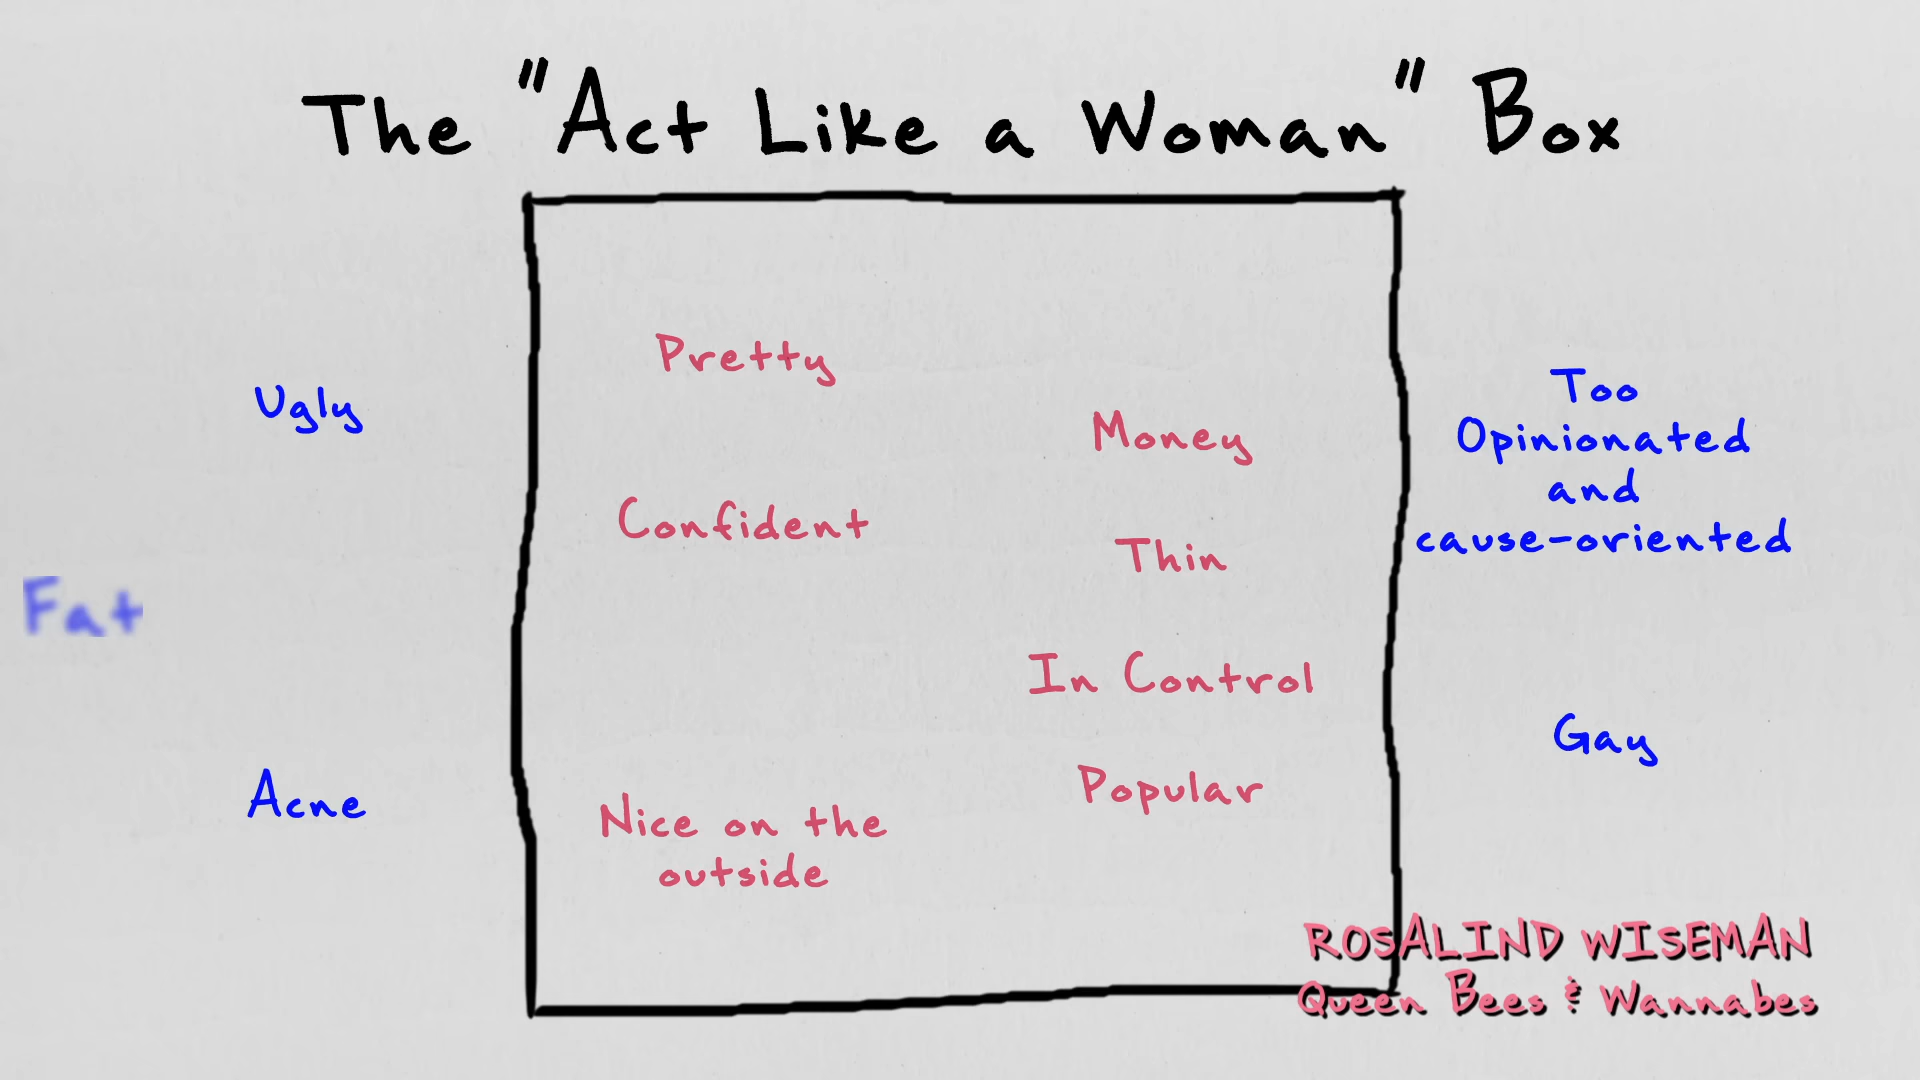 The "Act Like a Woman" Box
Ugly
Fat
Acne
Pretty
Confident
Nice on the
outside
Money
Thin
In Control
Popular
Too
Opinionated
and
cause-oriented
Gay
ROSALIND WISEMAN
Queen Bees & Wannabes